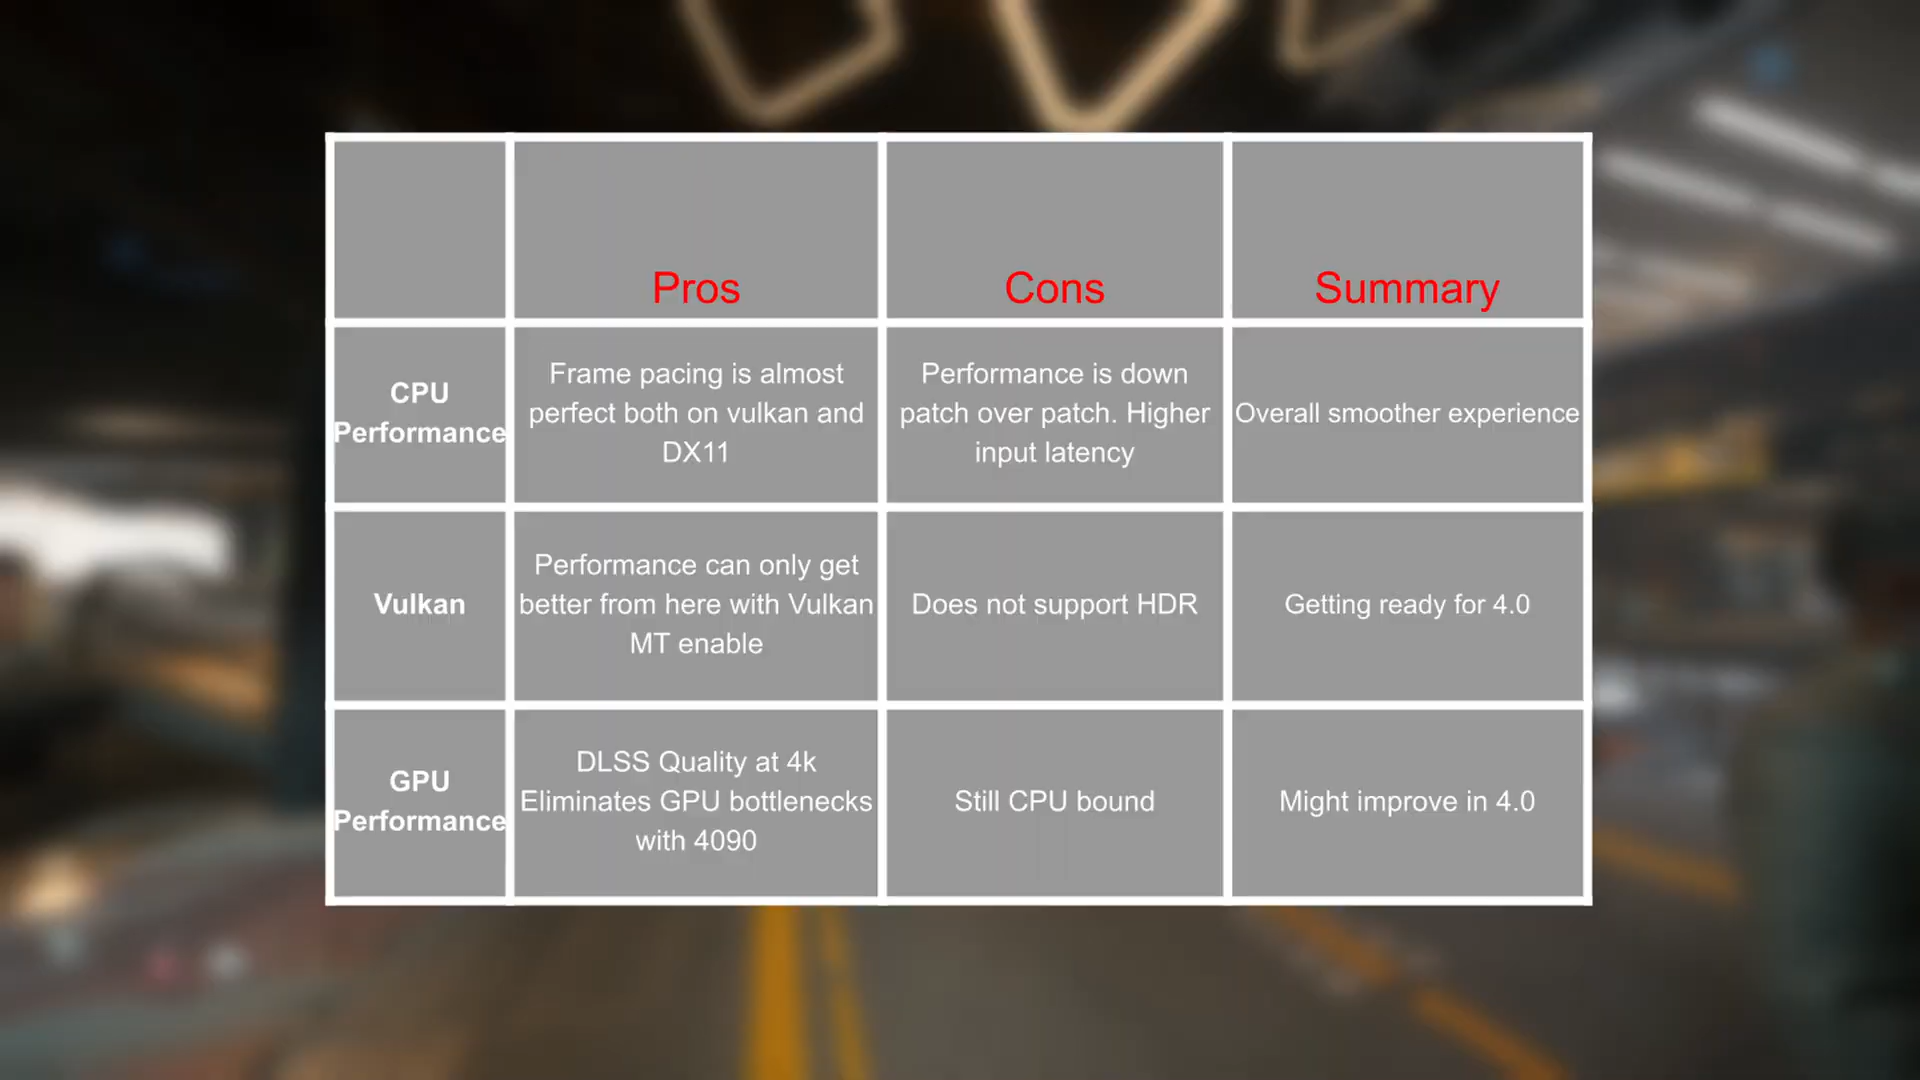 Pros
Cons
Summary
CPU
Performance
Frame pacing is almost
perfect both on vulkan and
DX11
Performance is down
patch over patch. Higher
input latency
Overall smoother experience
Vulkan
Performance can only get
better from here with Vulkan
MT enable
Does not support HDR
Getting ready for 4.0
GPU
Performance
DLSS Quality at 4k
Eliminates GPU bottlenecks
with 4090
Still CPU bound
Might improve in 4.0